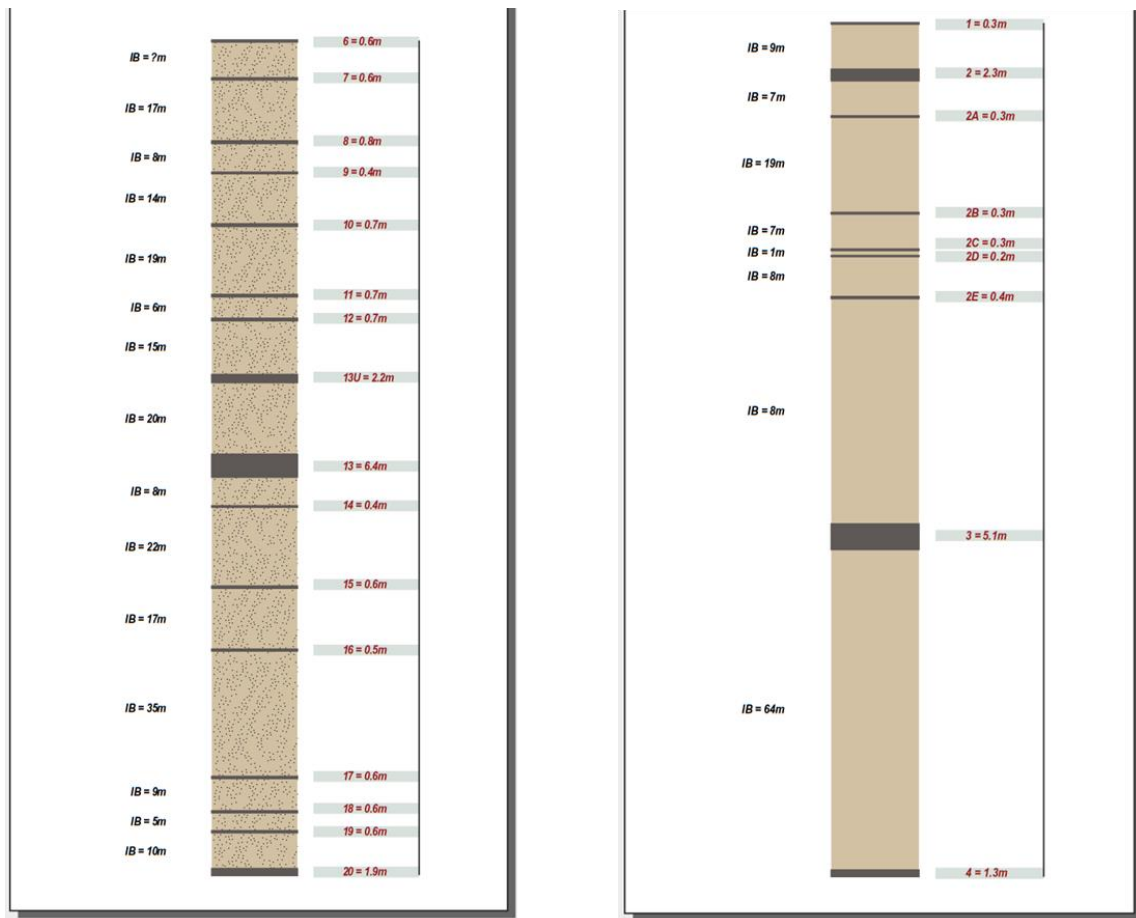 6 = 0.6m
IB = ?m
7 = 0.6m
IB = 17m
8 = 0.8m
IB = 8m
9 = 0.4m
IB = 14m
10 = 0.7m
IB = 19m
11 = 0.7m
IB = 6m
12 = 0.7m
IB = 15m
13U = 2.2m
IB = 20m
13 = 6.4m
IB = 8m
14 = 0.4m
IB = 22m
15 = 0.6m
IB = 17m
16 = 0.5m
IB = 35m
17 = 0.6m
IB = 9m
18 = 0.6m
IB = 5m
19 = 0.6m
IB = 10m
20 = 1.9m
1 = 0.3m
IB = 9m
2 = 2.3m
IB = 7m
2A = 0.3m
IB = 19m
2B = 0.3m
IB = 7m
2C = 0.3m
IB = 1m
2D = 0.2m
IB = 8m
2E = 0.4m
IB = 8m
3 = 5.1m
IB = 64m
4 = 1.3m